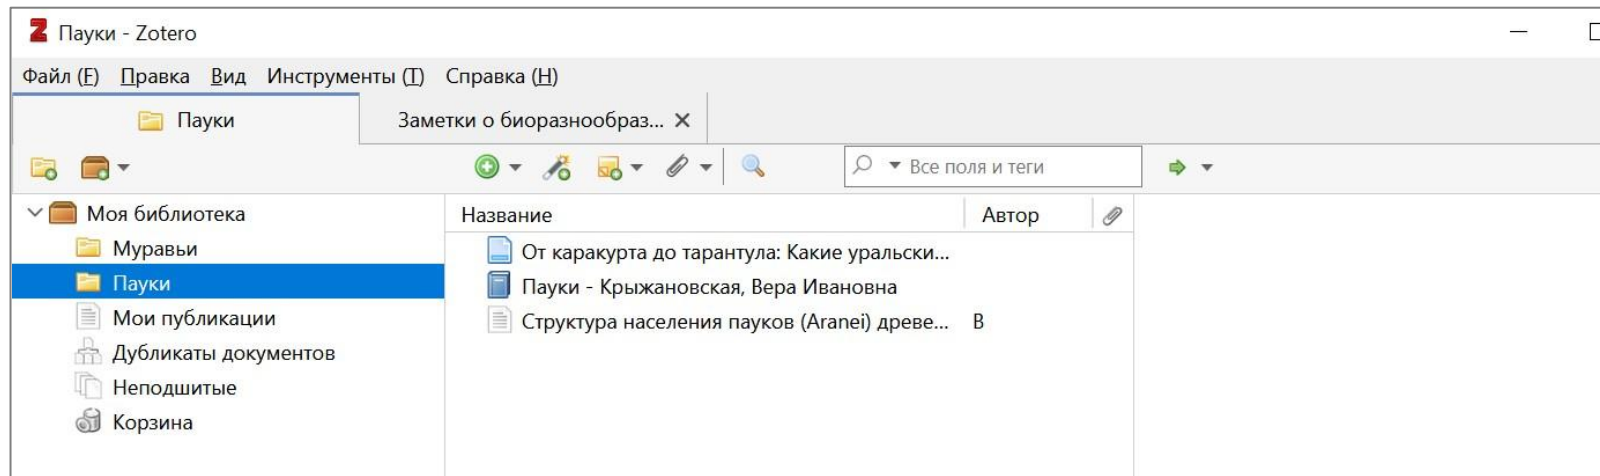 Пауки - Zotero
Файл (F) Правка Вид Инструменты (T) Справка (H)
Пауки Заметки о биоразнообраз...
Все поля и теги
Моя библиотека
Муравьи
Пауки
Мои публикации
Дубликаты документов
Неподшитые
Корзина
Название Автор
От каракурта до тарантула: Какие уральски...
Пауки - Крыжановская, Вера Ивановна
Структура населения пауков (Aranei) древе... В